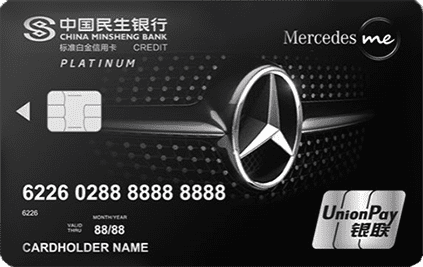 中国民生银行
CHINA MINSHENG BANK
标准白金信用卡 CREDIT
PLATINUM
Mercedes me
6226 0288 8888 8888
6226
MONTH/YEAR
VALID THRU 88/88
CARDHOLDER NAME
UnionPay
银联